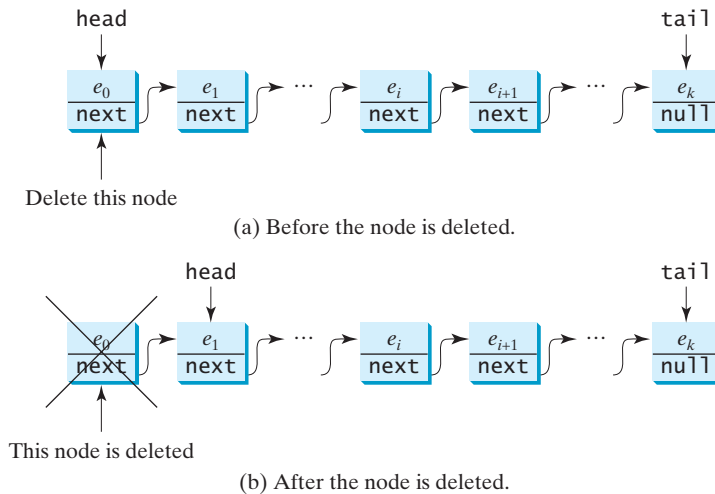 head tail
e0 e1 ... ei ei+1 ... ek
next next next next null
Delete this node
(a) Before the node is deleted.
head tail
e0 e1 ... ei ei+1 ... ek
next next next next null
This node is deleted
(b) After the node is deleted.